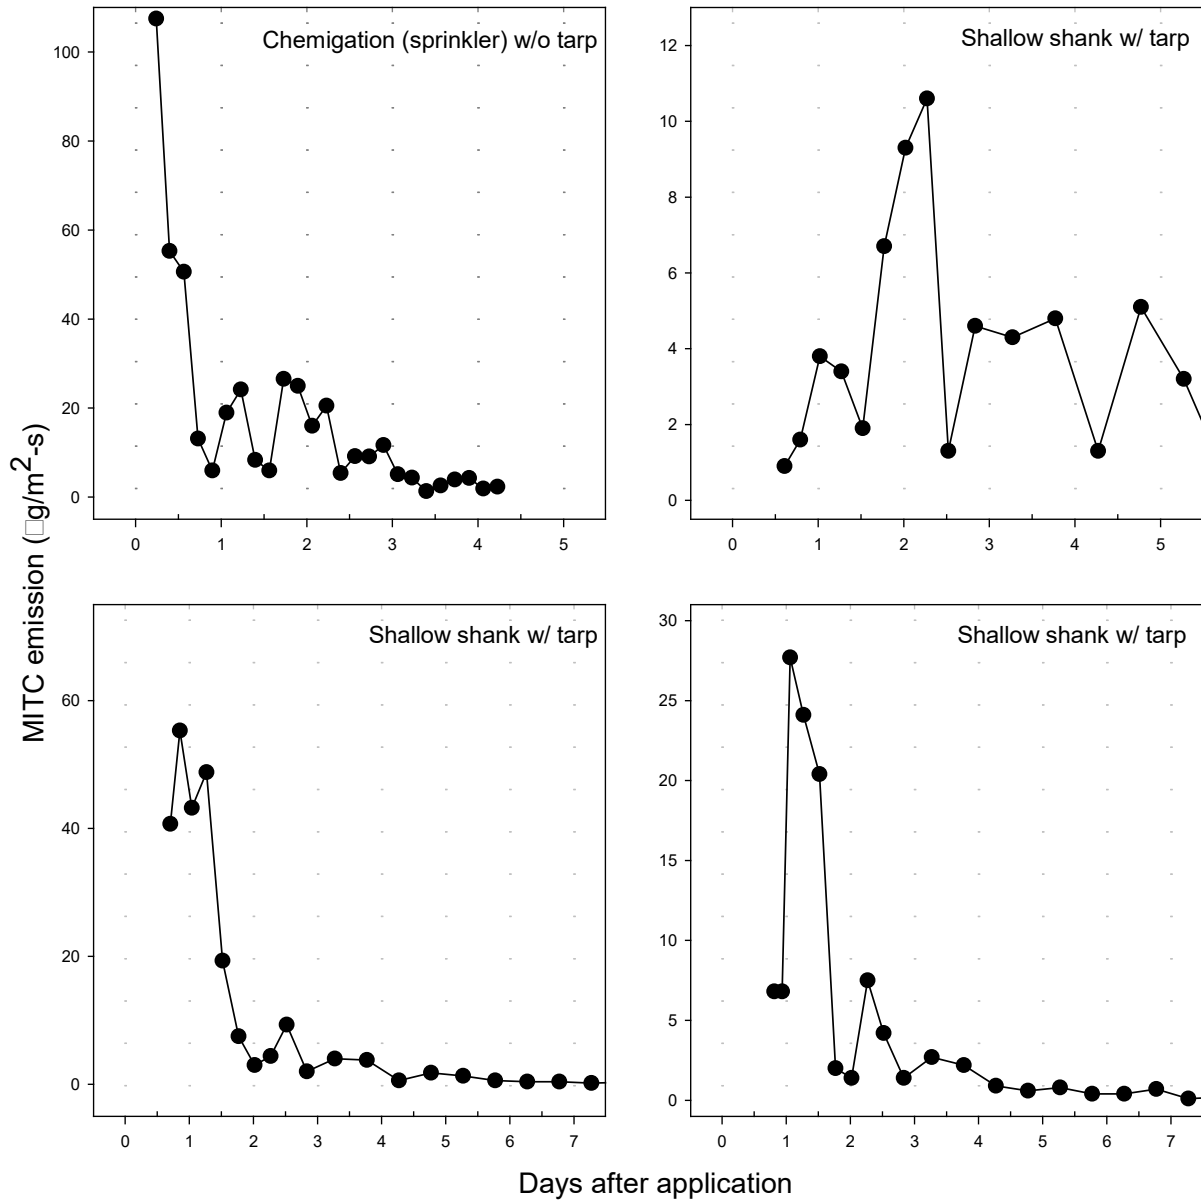 Chemigation (sprinkler) w/o tarp
100
80
60
40
20
0
0 1 2 3 4 5
Shallow shank w/ tarp
12
10
8
6
4
2
0
0 1 2 3 4 5
MITC emission (□g/m²-s)
Shallow shank w/ tarp
60
40
20
0
0 1 2 3 4 5 6 7
Shallow shank w/ tarp
30
25
20
15
10
5
0
0 1 2 3 4 5 6 7
Days after application